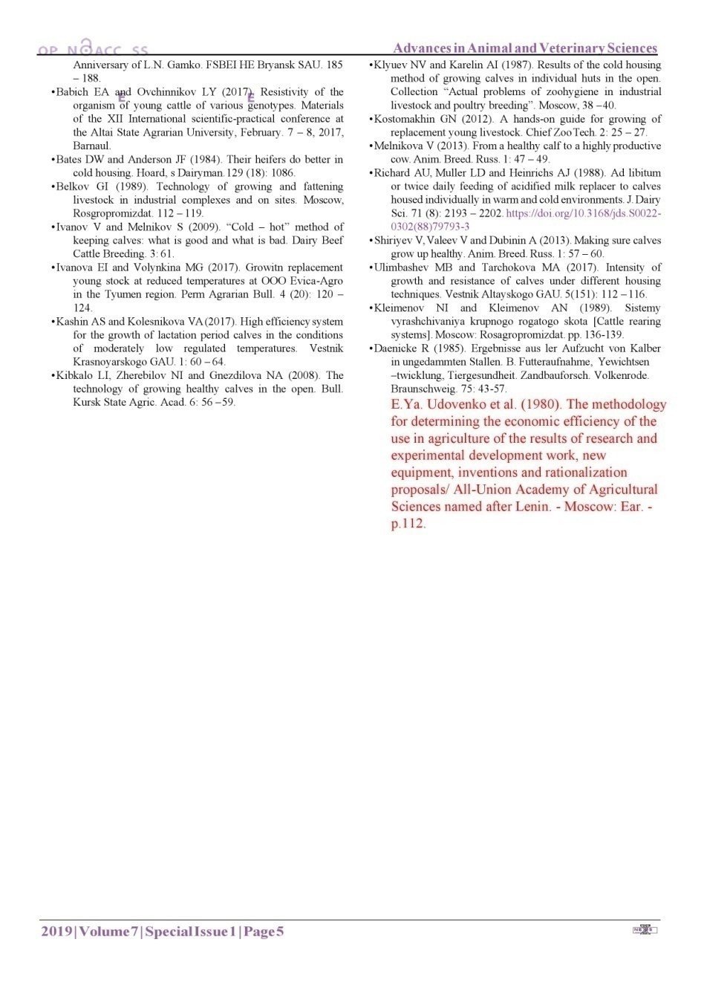 OP NACC SS
Advances in Animal and Veterinary Sciences
Anniversary of L.N. Gamko. FSBEI HE Bryansk SAU. 185
– 188.
•Babich EA and Ovchinnikov LY (2017). Resistivity of the
E E
organism of young cattle of various genotypes. Materials
of the XII International scientific-practical conference at
the Altai State Agrarian University, February. 7 – 8, 2017,
Barnaul.
•Bates DW and Anderson JF (1984). Their heifers do better in
cold housing. Hoard, s Dairyman. 129 (18): 1086.
•Belkov GI (1989). Technology of growing and fattening
livestock in industrial complexes and on sites. Moscow,
Rosgropromizdat. 112 – 119.
•Ivanov V and Melnikov S (2009). “Cold – hot” method of
keeping calves: what is good and what is bad. Dairy Beef
Cattle Breeding. 3: 61.
•Ivanova EI and Volynkina MG (2017). Growitn replacement
young stock at reduced temperatures at OOO Evica-Agro
in the Tyumen region. Perm Agrarian Bull. 4 (20): 120 –
124.
•Kashin AS and Kolesnikova VA (2017). High efficiency system
for the growth of lactation period calves in the conditions
of moderately low regulated temperatures. Vestnik
Krasnoyarskogo GAU. 1: 60 – 64.
•Kibkalo LI, Zherebilov NI and Gnezdilova NA (2008). The
technology of growing healthy calves in the open. Bull.
Kursk State Agric. Acad. 6: 56 – 59.
•Klyuev NV and Karelin AI (1987). Results of the cold housing
method of growing calves in individual huts in the open.
Collection “Actual problems of zoohygiene in industrial
livestock and poultry breeding”. Moscow, 38 – 40.
•Kostomakhin GN (2012). A hands-on guide for growing of
replacement young livestock. Chief Zoo Tech. 2: 25 – 27.
•Melnikova V (2013). From a healthy calf to a highly productive
cow. Anim. Breed. Russ. 1: 47 – 49.
•Richard AU, Muller LD and Heinrichs AJ (1988). Ad libitum
or twice daily feeding of acidified milk replacer to calves
housed individually in warm and cold environments. J. Dairy
Sci. 71 (8): 2193 – 2202. https://doi.org/10.3168/jds.S0022-
0302(88)79793-3
•Shiriyev V, Valeev V and Dubinin A (2013). Making sure calves
grow up healthy. Anim. Breed. Russ. 1: 57 – 60.
•Ulimbashev MB and Tarchokova MA (2017). Intensity of
growth and resistance of calves under different housing
techniques. Vestnik Altayskogo GAU. 5(151): 112 – 116.
•Kleimenov NI and Kleimenov AN (1989). Sistemy
vyrashchivaniya krupnogo rogatogo skota [Cattle rearing
systems]. Moscow: Rosagropromizdat. pp. 136-139.
•Daenicke R (1985). Ergebnisse aus ler Aufzucht von Kalber
in ungedammten Stallen. B. Futteraufnahme, Yewichtsen
–twicklung, Tiergesundheit. Zandbauforsch. Volkenrode.
Braunschweig. 75: 43-57.
E.Ya. Udovenko et al. (1980). The methodology
for determining the economic efficiency of the
use in agriculture of the results of research and
experimental development work, new
equipment, inventions and rationalization
proposals/ All-Union Academy of Agricultural
Sciences named after Lenin. - Moscow: Ear. -
p.112.
2019 | Volume 7 | Special Issue 1 | Page 5